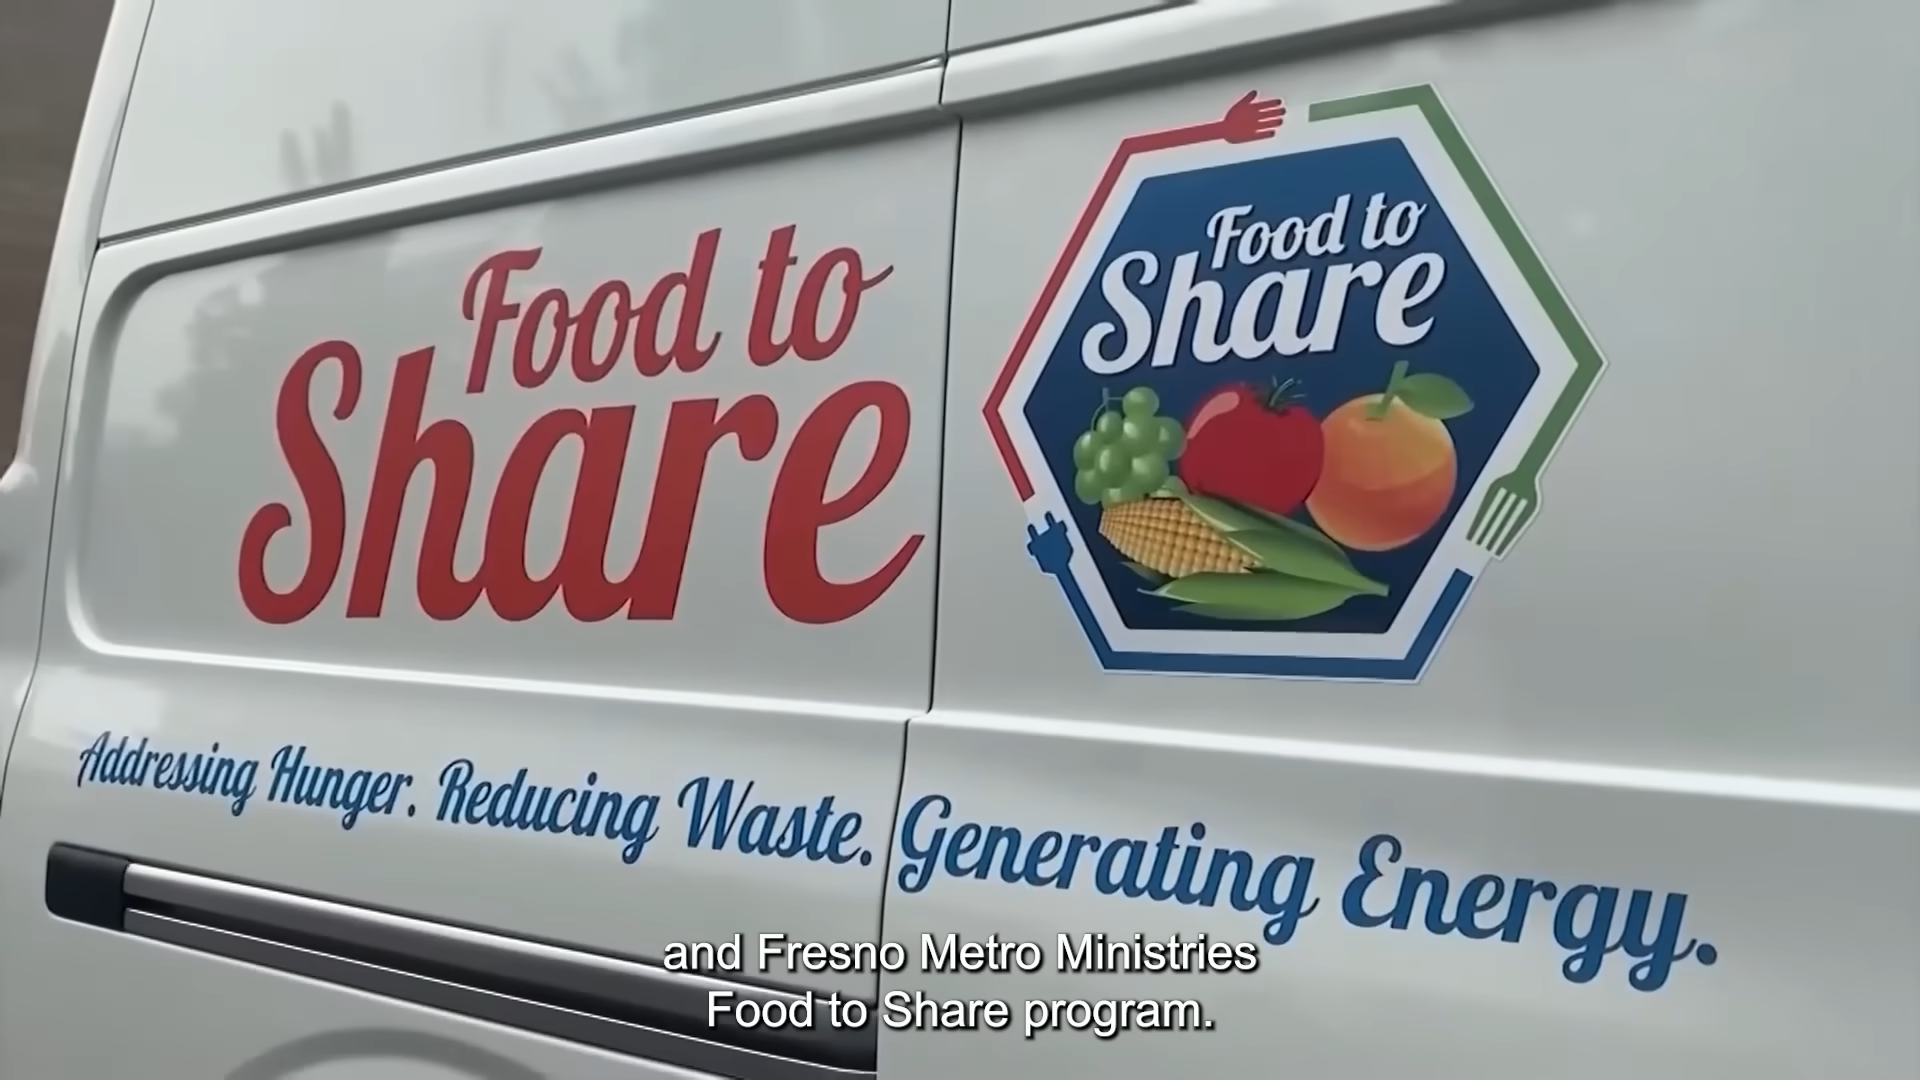 Food to
Share
Food to
Share
Addressing Hunger. Reducing Waste. Generating Energy.
and Fresno Metro Ministries
Food to Share program.